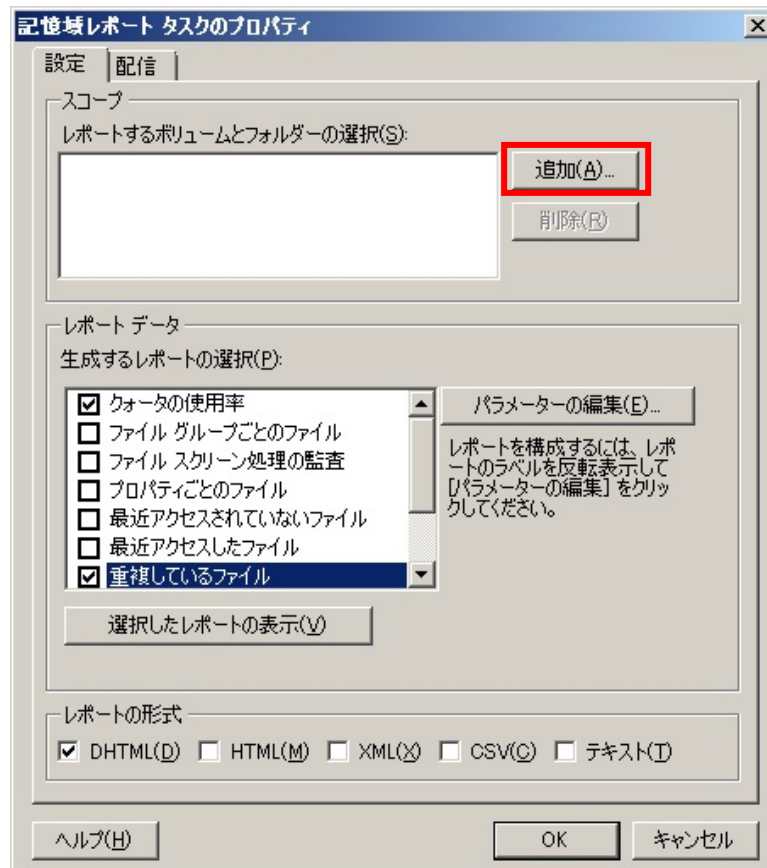 記憶域レポート タスクのプロパティ
設定
配信
スコープ
レポートするボリュームとフォルダーの選択(S):
追加(A)...
削除(R)
レポート データ
生成するレポートの選択(P):
クォータの使用率
ファイル グループごとのファイル
ファイル スクリーン処理の監査
プロパティごとのファイル
最近アクセスされていないファイル
最近アクセスしたファイル
重複しているファイル
パラメーターの編集(E)...
レポートを構成するには、レポ
ートのラベルを反転表示して
[パラメーターの編集] をクリッ
クしてください。
選択したレポートの表示(V)
レポートの形式
DHTML(D) HTML(M) XML(X) CSV(C) テキスト(T)
ヘルプ(H)
OK
キャンセル